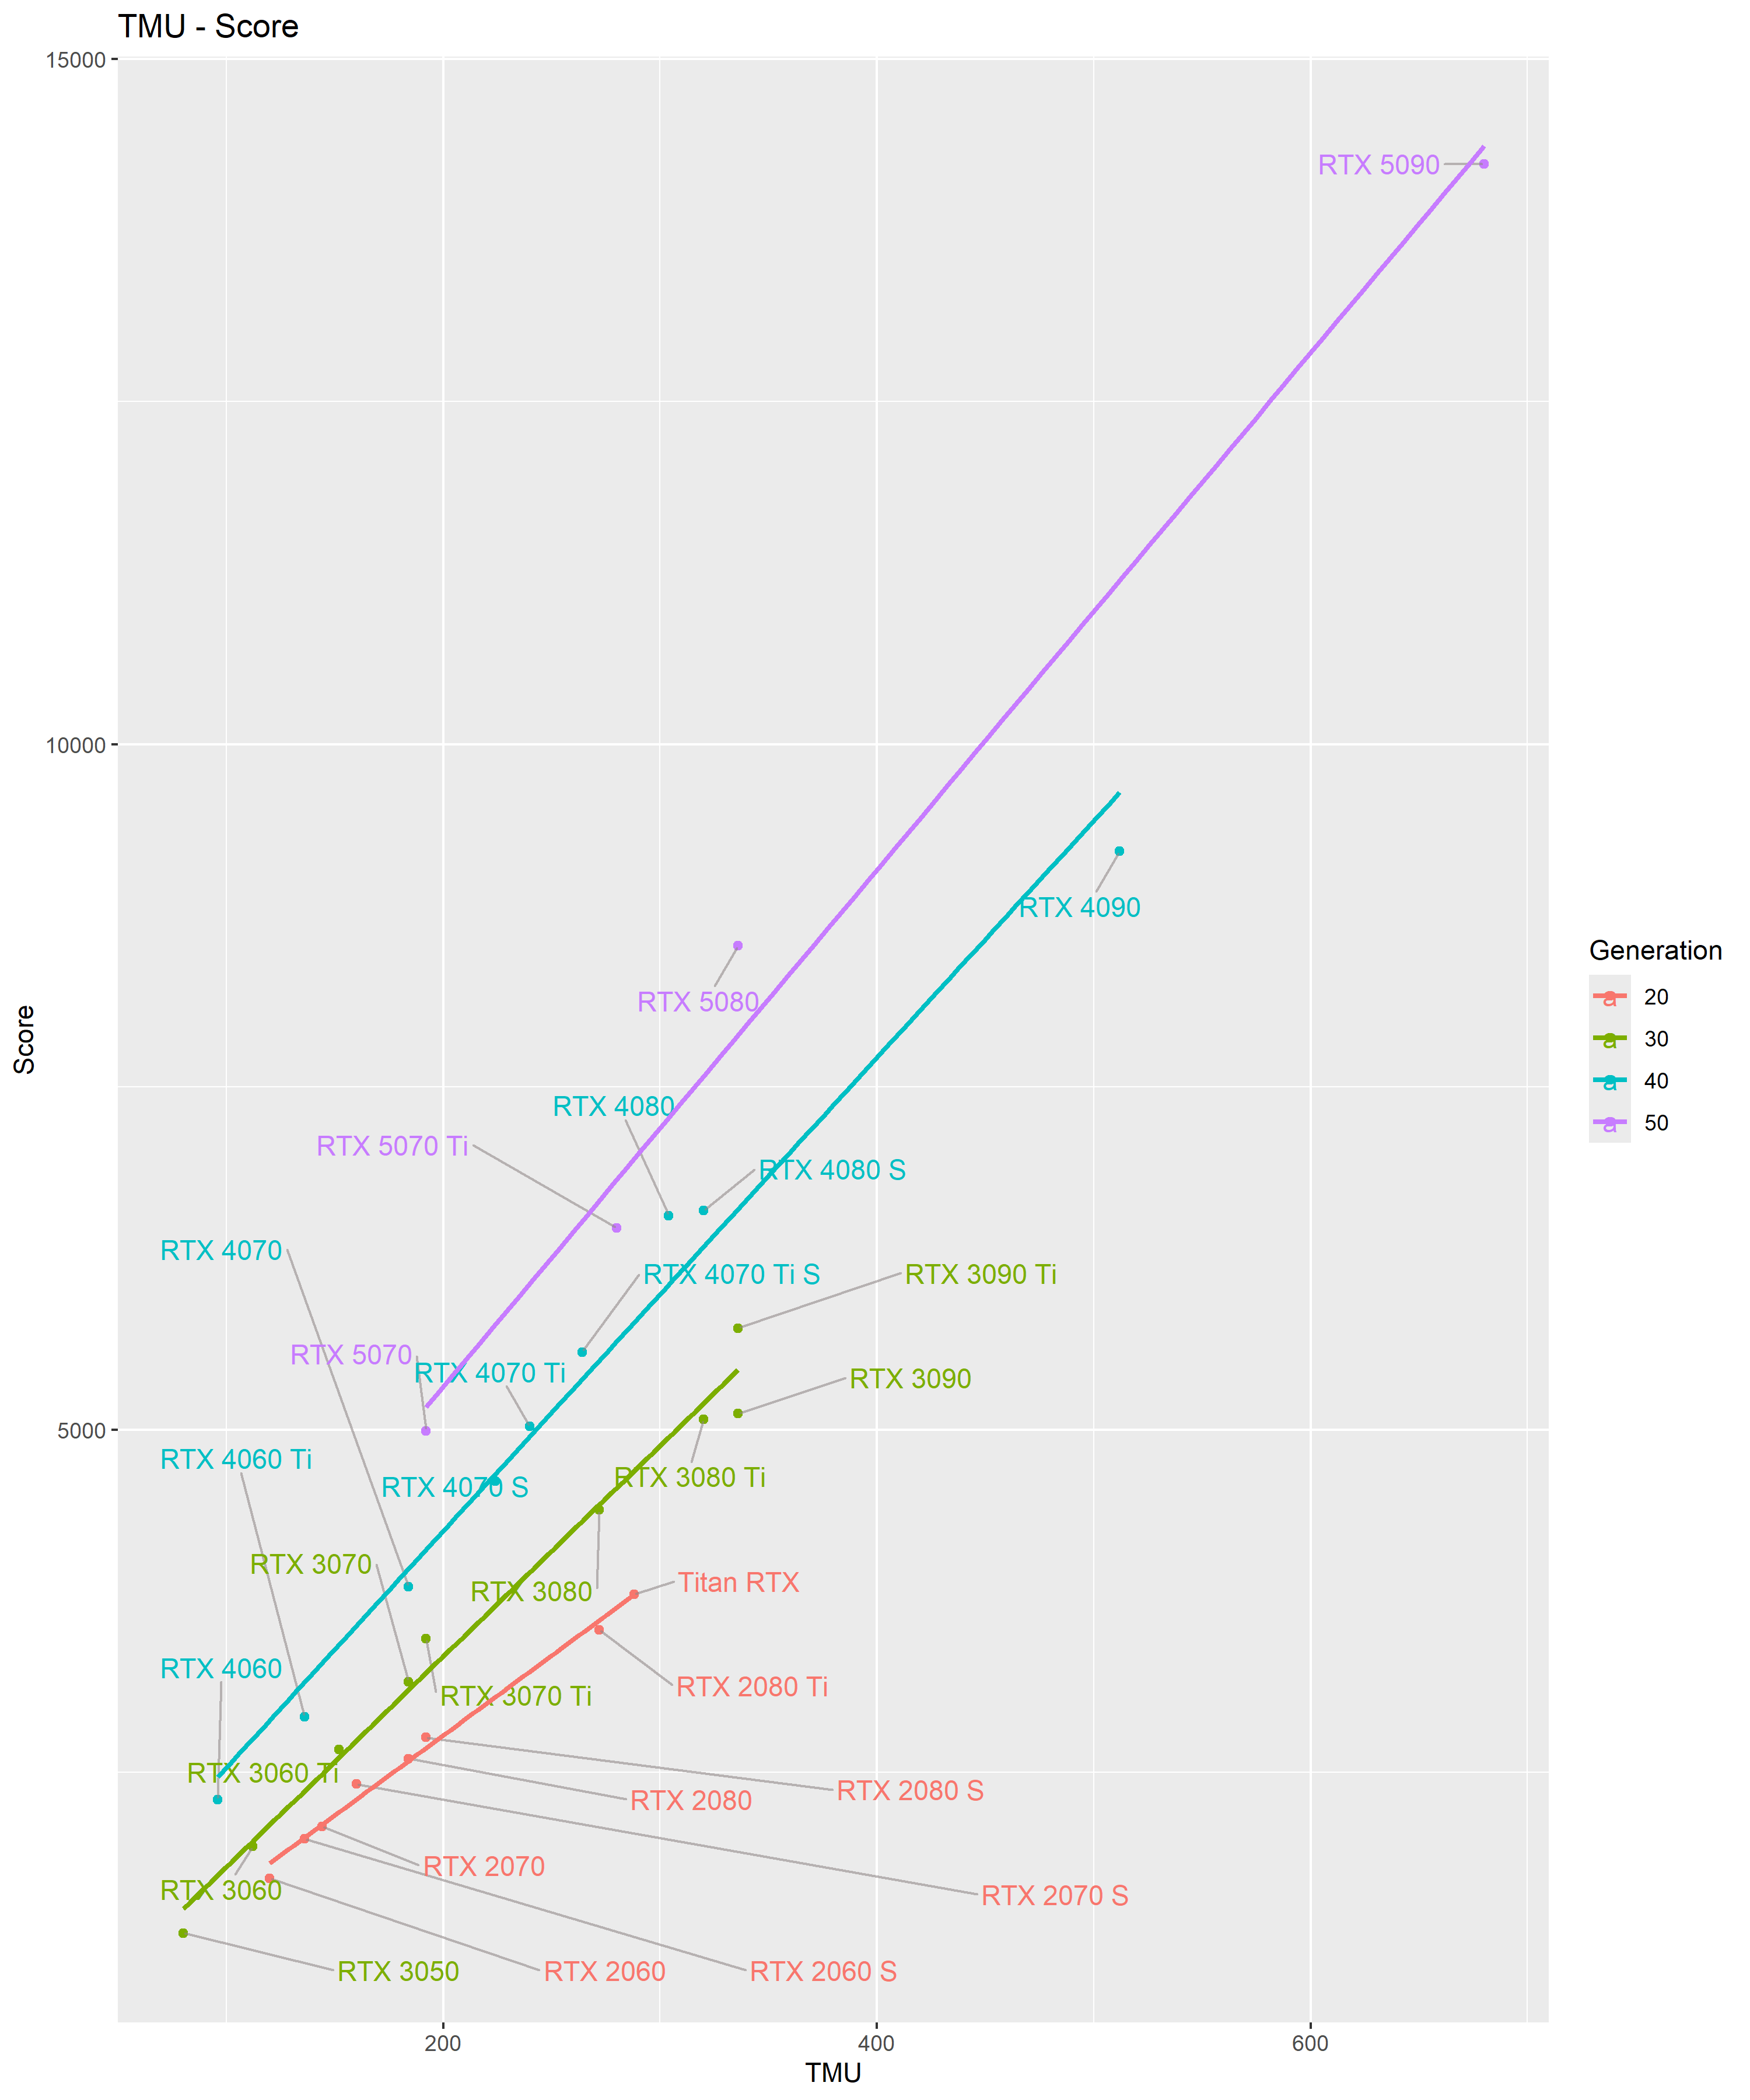 TMU - Score
15000
10000
5000
Score
200
400
600
TMU
RTX 5090
RTX 4090
RTX 5080
RTX 4080
RTX 5070 Ti
RTX 4080 S
RTX 4070
RTX 4070 Ti S
RTX 3090 Ti
RTX 5070
RTX 4070 Ti
RTX 3090
RTX 4060 Ti
RTX 3080 Ti
RTX 4070 S
RTX 3070
RTX 3080
Titan RTX
RTX 4060
RTX 2080 Ti
RTX 3070 Ti
RTX 3060 Ti
RTX 2080 S
RTX 2080
RTX 2070
RTX 3060
RTX 2070 S
RTX 3050
RTX 2060
RTX 2060 S
Generation
a 20
a 30
a 40
a 50